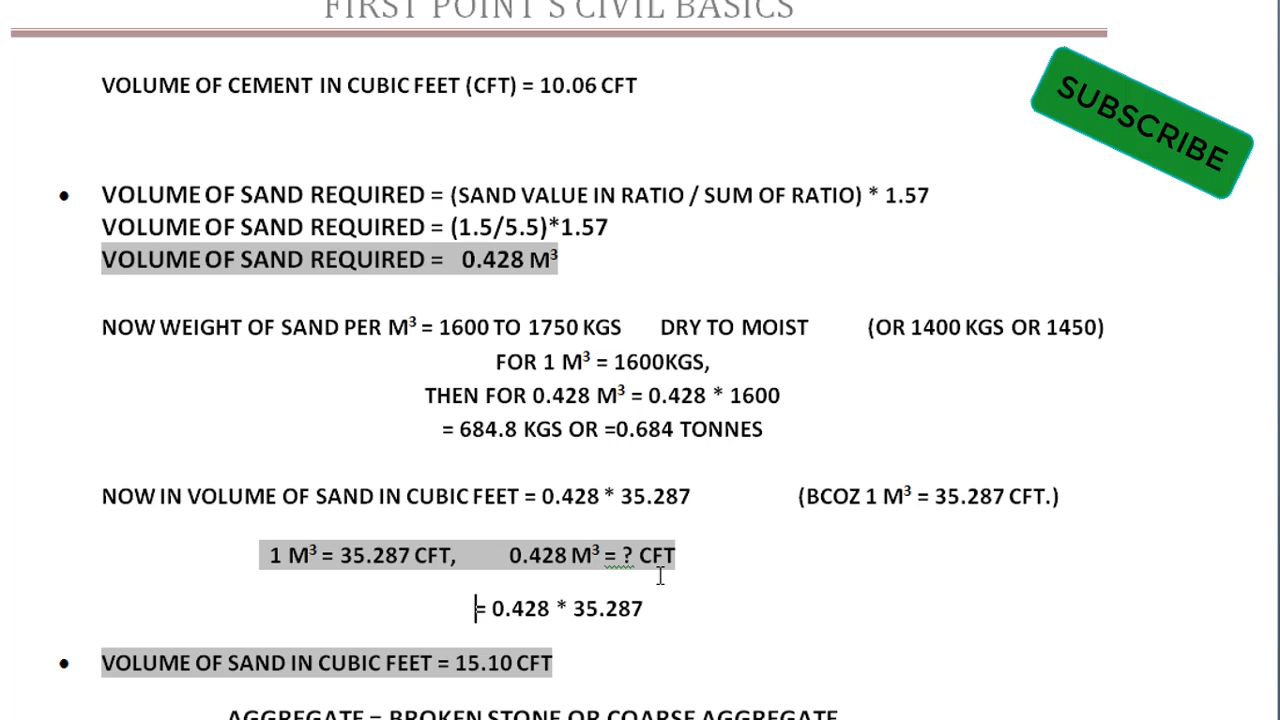 FIRST POINT'S CIVIL BASICS
SUBSCRIBE
VOLUME OF CEMENT IN CUBIC FEET (CFT) = 10.06 CFT
• VOLUME OF SAND REQUIRED = (SAND VALUE IN RATIO / SUM OF RATIO) * 1.57
VOLUME OF SAND REQUIRED = (1.5/5.5)*1.57
VOLUME OF SAND REQUIRED = 0.428 M³
NOW WEIGHT OF SAND PER M³ = 1600 TO 1750 KGS DRY TO MOIST (OR 1400 KGS OR 1450)
FOR 1 M³ = 1600KGS,
THEN FOR 0.428 M³ = 0.428 * 1600
= 684.8 KGS OR =0.684 TONNES
NOW IN VOLUME OF SAND IN CUBIC FEET = 0.428 * 35.287 (BCOZ 1 M³ = 35.287 CFT.)
1 M³ = 35.287 CFT, 0.428 M³ = ? CFT
= 0.428 * 35.287
• VOLUME OF SAND IN CUBIC FEET = 15.10 CFT
AGGREGATE = BROKEN STONE OR COARSE AGGREGATE